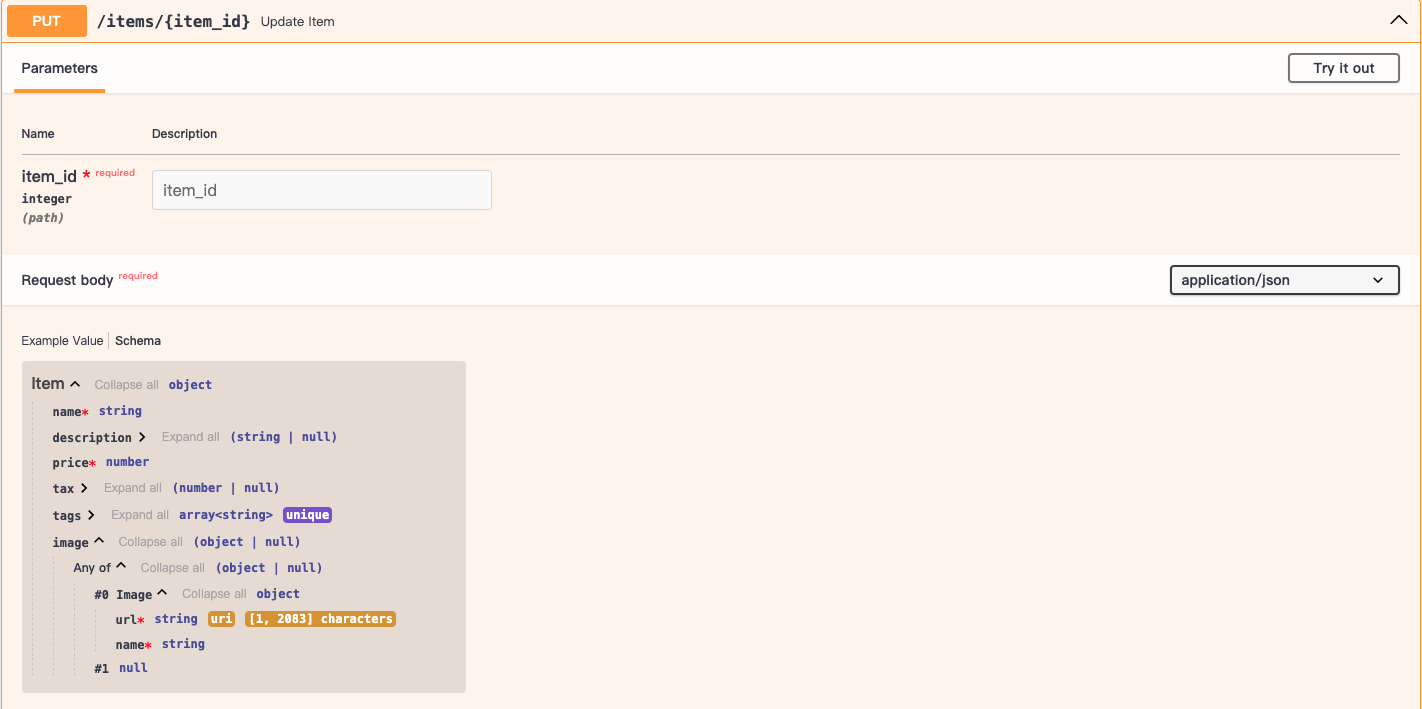 PUT /items/{item_id} Update Item
Parameters
Try it out
Name Description
item_id * required
integer
(path)
item_id
Request body required
application/json
Example Value Schema
Item Collapse all object
name* string
description Expand all (string | null)
price* number
tax Expand all (number | null)
tags Expand all array<string> unique
image Collapse all (object | null)
Any of Collapse all (object | null)
#0 Image Collapse all object
url* string uri [1, 2083] characters
name* string
#1 null